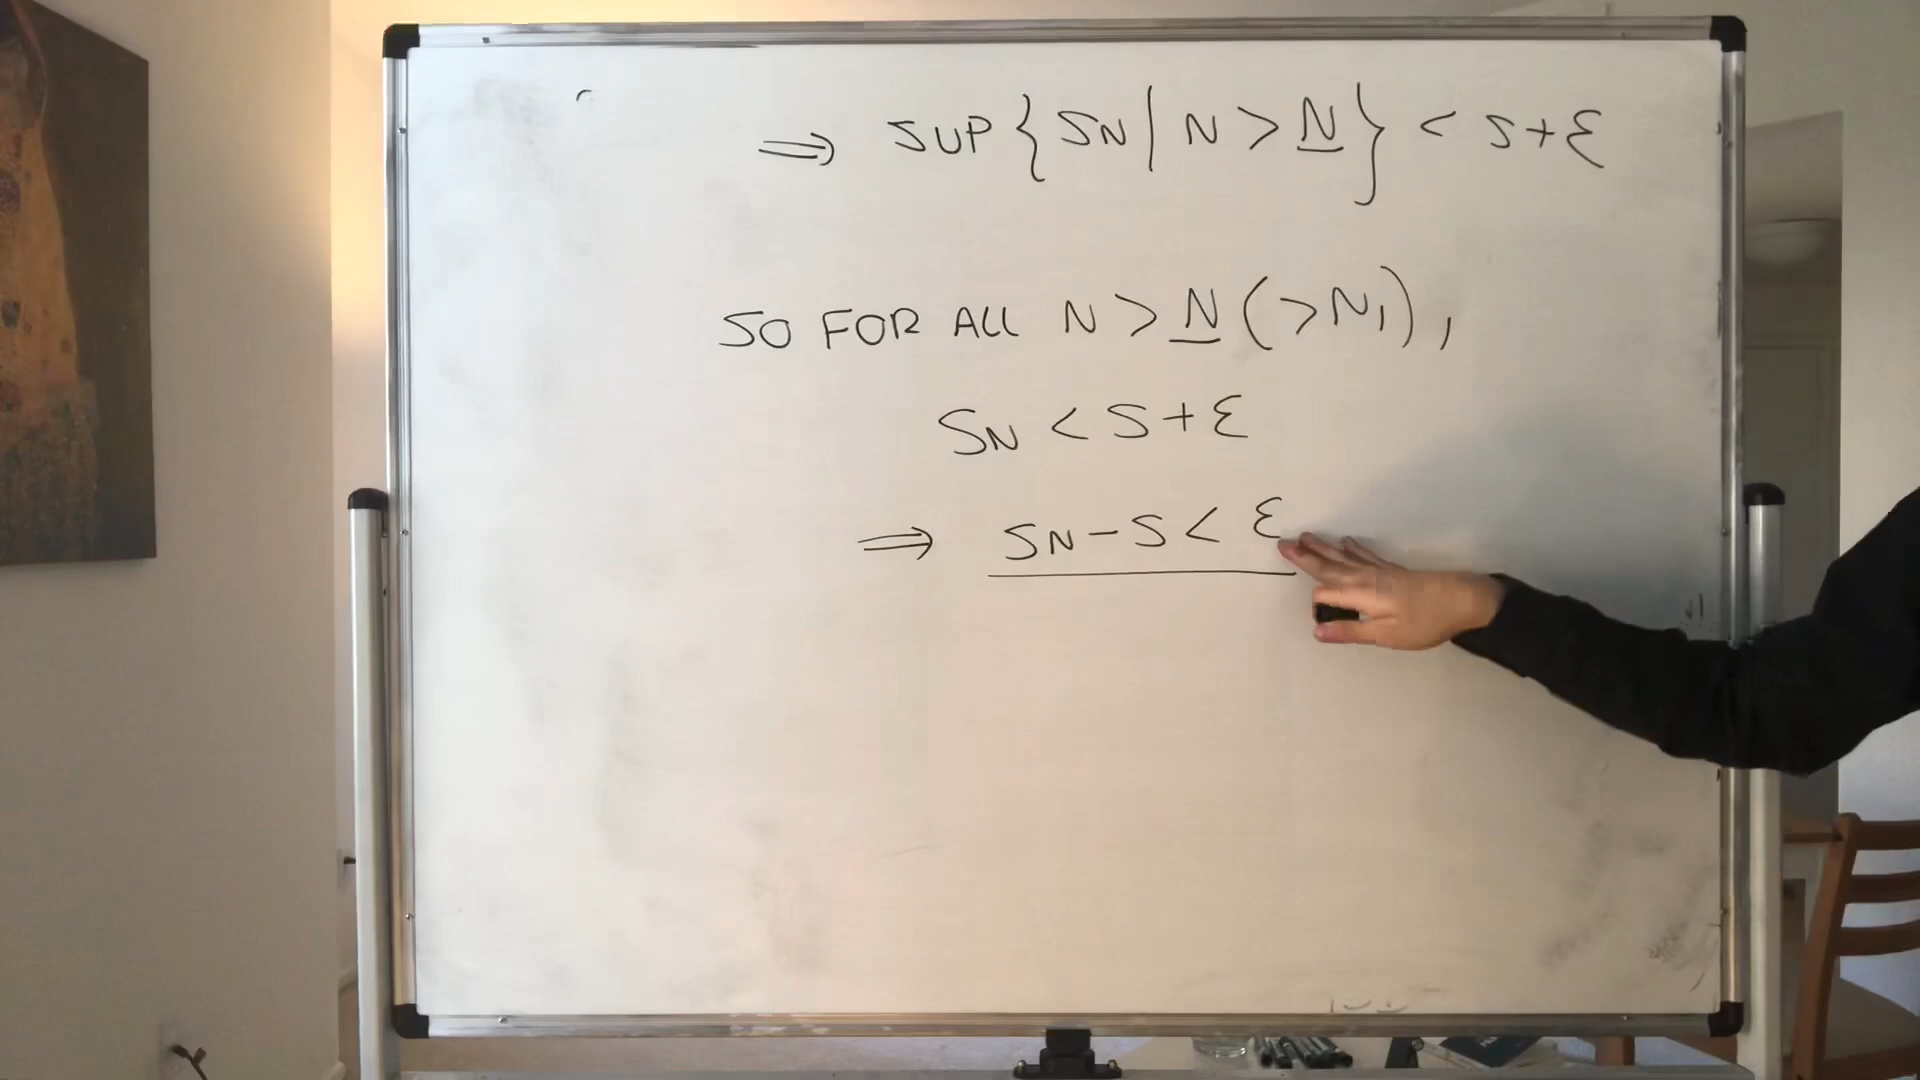 ⟹ SUP { SN | N > N } < S+ε
SO FOR ALL N > N (>N1),
SN < S+ε
⟹ SN-S < ε